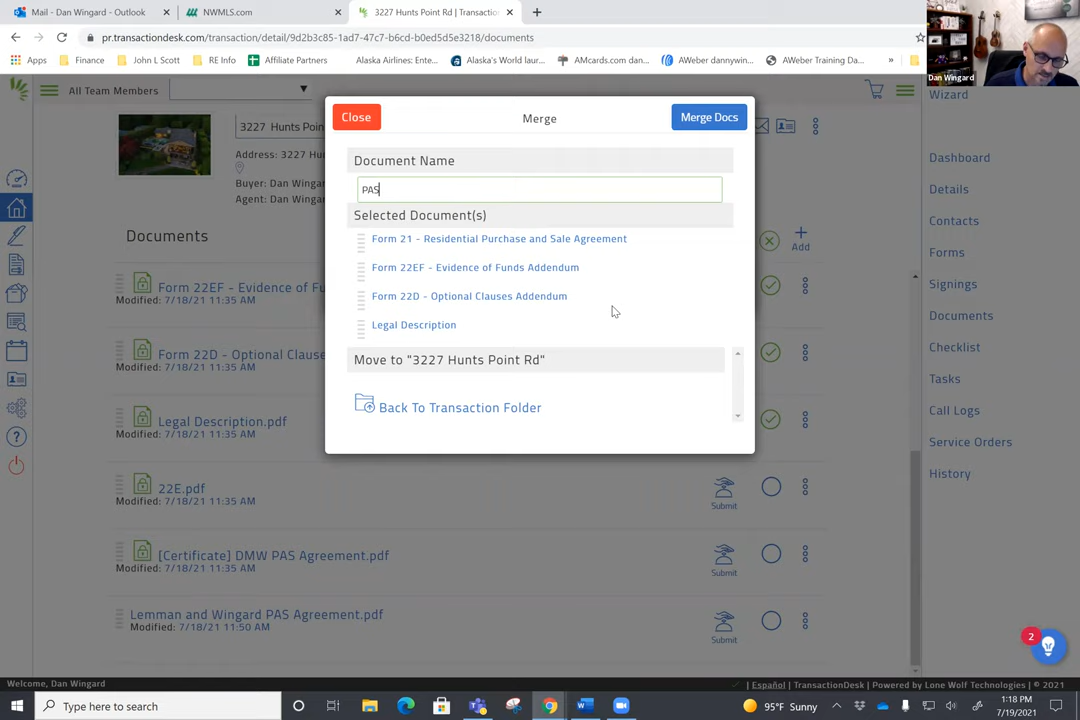 Mail - Dan Wingard - Outlook
NWMLS.com
3227 Hunts Point Rd | Transactio
pr.transactiondesk.com/transaction/detail/9d2b3c85-1ad7-47c7-b6cd-b0ed5d5e3218/documents
Apps
Finance
John L Scott
RE Info
Affiliate Partners
Alaska Airlines: Ente...
Alaska's World laur...
AMcards.com dan...
AWeber dannywin...
AWeber Training Da...
»
Dan Wingard
All Team Members
Wizard
3227 Hunts Poin
Address: 3227 Hu
Buyer: Dan Wingar
Agent: Dan Wingar
Documents
Add
Form 22EF - Evidence of Fu
Modified: 7/18/21 11:35 AM
Form 22D - Optional Clause
Modified: 7/18/21 11:35 AM
Legal Description.pdf
Modified: 7/18/21 11:35 AM
22E.pdf
Modified: 7/18/21 11:35 AM
Submit
[Certificate] DMW PAS Agreement.pdf
Modified: 7/18/21 11:35 AM
Submit
Lemman and Wingard PAS Agreement.pdf
Modified: 7/18/21 11:50 AM
Submit
Close
Merge
Merge Docs
Document Name
PAS
Selected Document(s)
Form 21 - Residential Purchase and Sale Agreement
Form 22EF - Evidence of Funds Addendum
Form 22D - Optional Clauses Addendum
Legal Description
Move to "3227 Hunts Point Rd"
Back To Transaction Folder
Dashboard
Details
Contacts
Forms
Signings
Documents
Checklist
Tasks
Call Logs
Service Orders
History
2
Welcome, Dan Wingard
| Español | TransactionDesk | Powered by Lone Wolf Technologies | © 2021
Type here to search
95°F Sunny
1:18 PM
7/19/2021